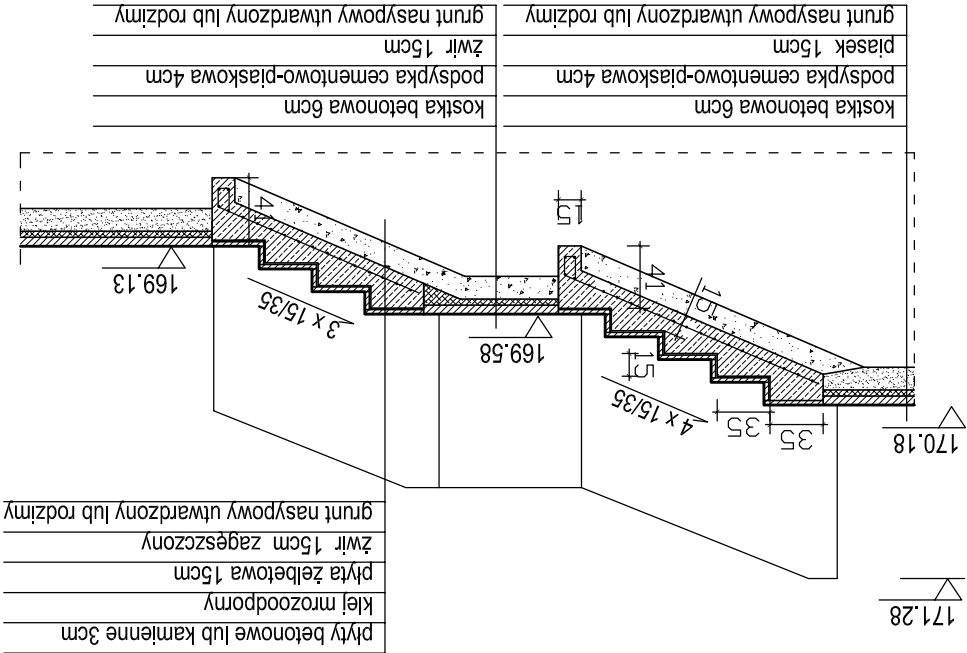 171.28
płyty betonowe lub kamienne 3cm
klej mrozoodporny
płyta żelbetowa 15cm
żwir 15cm zagęszczony
grunt nasypowy utwardzony lub rodzimy
170.18
35
35
4 x 15/35
15
169.58
3 x 15/35
169.13
15
41
15
41
kostka betonowa 6cm
podsypka cementowo-piaskowa 4cm
piasek 15cm
grunt nasypowy utwardzony lub rodzimy
kostka betonowa 6cm
podsypka cementowo-piaskowa 4cm
żwir 15cm
grunt nasypowy utwardzony lub rodzimy